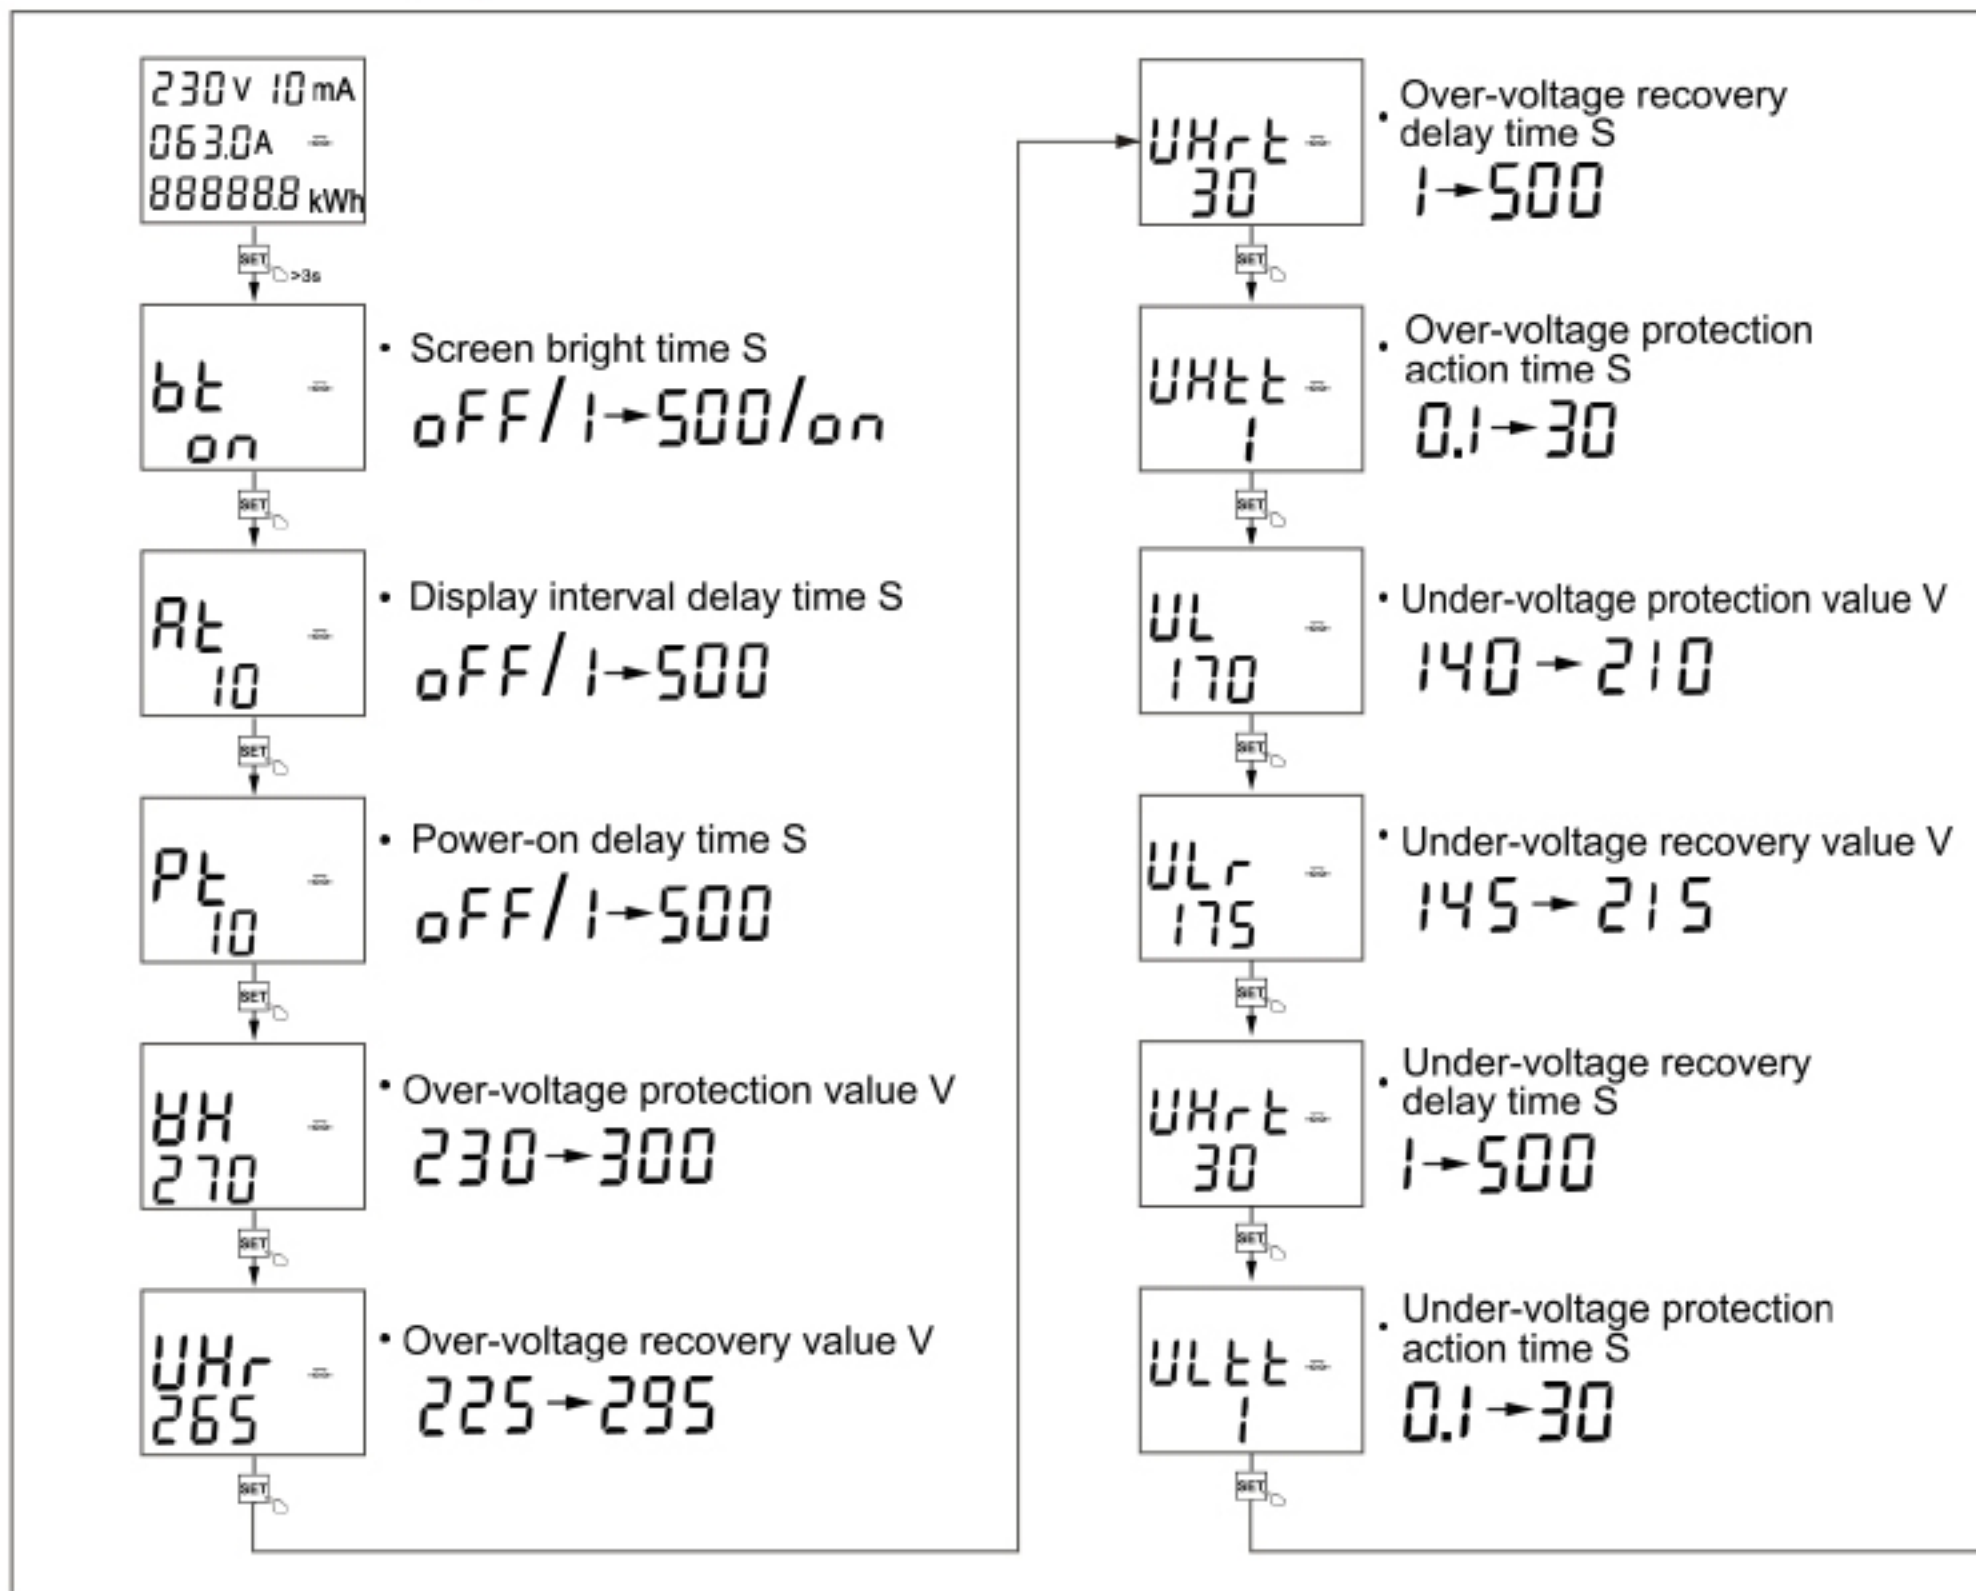 230 V 10 mA
063.0A
88888.8 kWh
SET >3s
bt
on
• Screen bright time S
oFF/1→500/on
SET
At
10
• Display interval delay time S
oFF/1→500
SET
Pt
10
• Power-on delay time S
oFF/1→500
SET
UH
270
• Over-voltage protection value V
230→300
SET
UHr
265
• Over-voltage recovery value V
225→295
SET
UHrt
30
• Over-voltage recovery
delay time S
1→500
SET
UHtt
1
• Over-voltage protection
action time S
0.1→30
SET
UL
170
• Under-voltage protection value V
140→210
SET
ULr
175
• Under-voltage recovery value V
145→215
SET
UHrt
30
• Under-voltage recovery
delay time S
1→500
SET
ULtt
1
• Under-voltage protection
action time S
0.1→30
SET